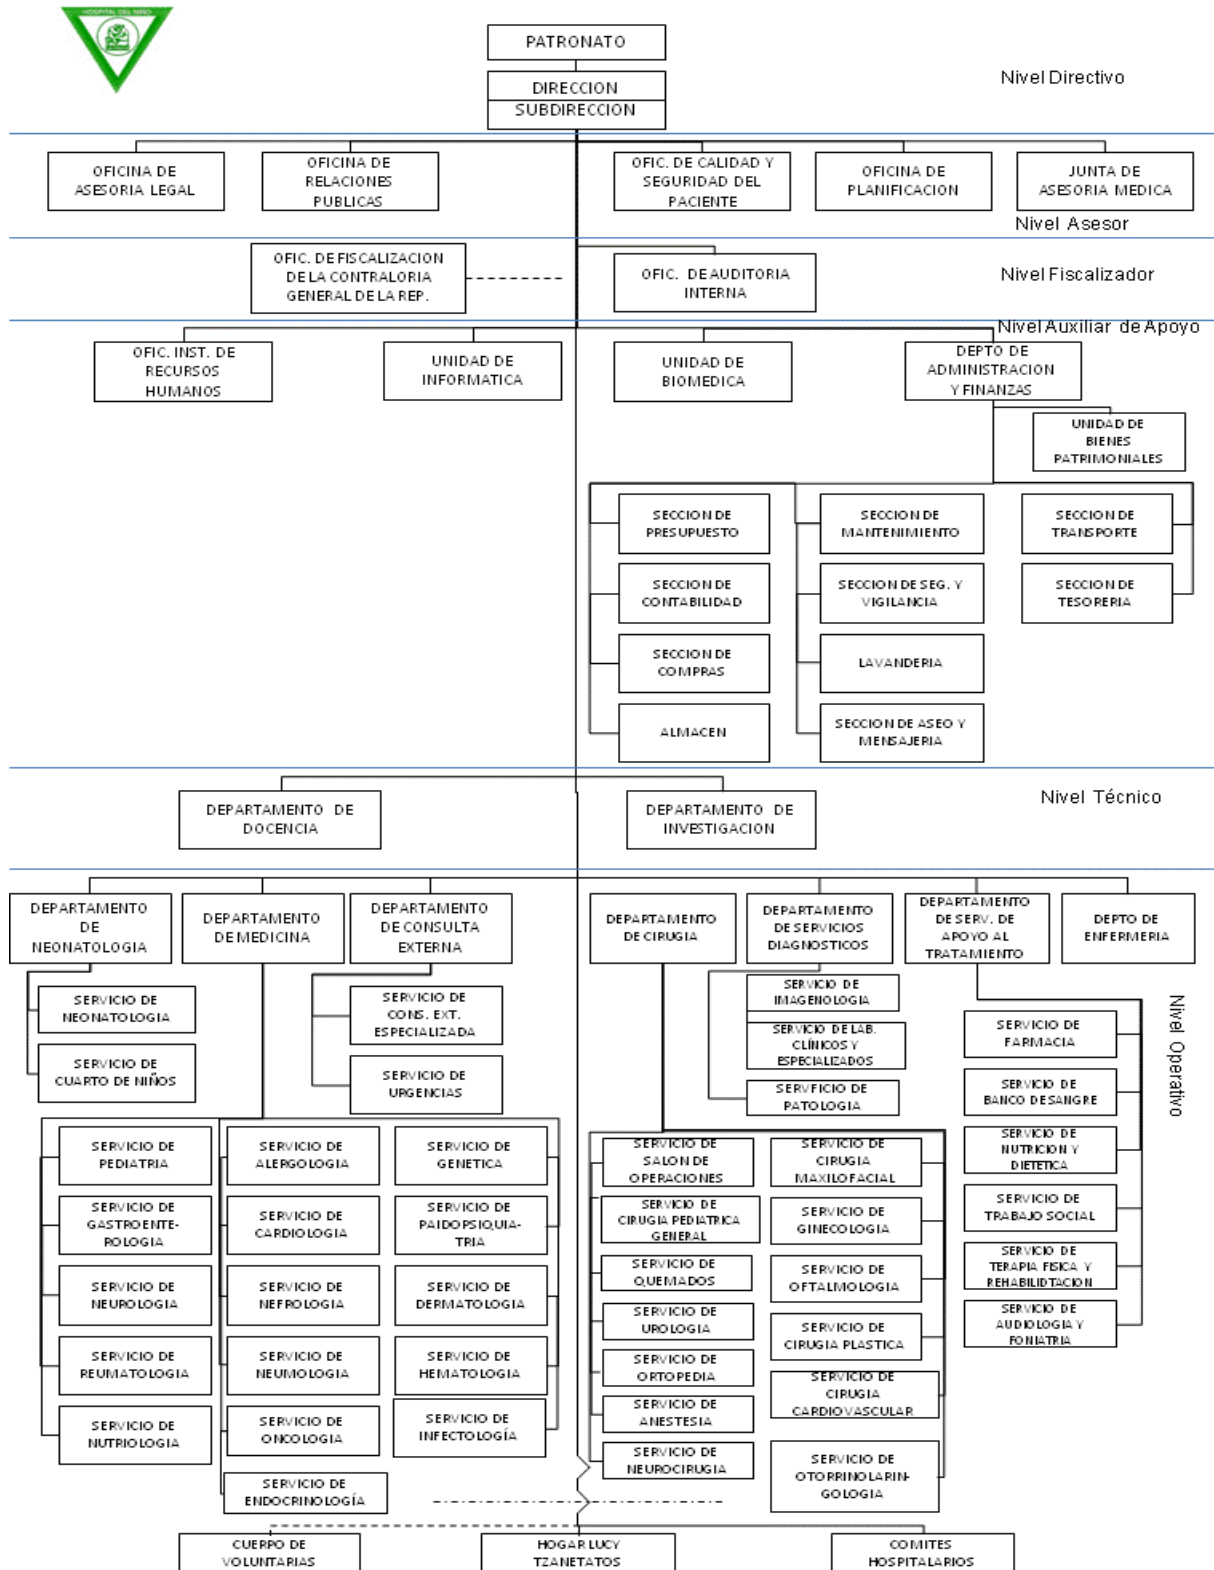 HOSPITAL DEL NIÑO
PATRONATO
DIRECCION
SUBDIRECCION
Nivel Directivo
OFICINA DE
ASESORIA LEGAL
OFICINA DE
RELACIONES
PUBLICAS
OFIC. DE CALIDAD Y
SEGURIDAD DEL
PACIENTE
OFICINA DE
PLANIFICACION
JUNTA DE
ASESORIA MEDICA
Nivel Asesor
OFIC. DE FISCALIZACION
DE LA CONTRALORIA
GENERAL DE LA REP.
OFIC. DE AUDITORIA
INTERNA
Nivel Fiscalizador
Nivel Auxiliar de Apoyo
OFIC. INST. DE
RECURSOS
HUMANOS
UNIDAD DE
INFORMATICA
UNIDAD DE
BIOMEDICA
DEPTO DE
ADMINISTRACION
Y FINANZAS
UNIDAD DE
BIENES
PATRIMONIALES
SECCION DE
PRESUPUESTO
SECCION DE
MANTENIMIENTO
SECCION DE
TRANSPORTE
SECCION DE
CONTABILIDAD
SECCION DE SEG. Y
VIGILANCIA
SECCION DE
TESORERIA
SECCION DE
COMPRAS
LAVANDERIA
ALMACEN
SECCION DE ASEO Y
MENSAJERIA
Nivel Técnico
DEPARTAMENTO DE
DOCENCIA
DEPARTAMENTO DE
INVESTIGACION
DEPARTAMENTO
DE
NEONATOLOGIA
DEPARTAMENTO
DE MEDICINA
DEPARTAMENTO
DE CONSULTA
EXTERNA
DEPARTAMENTO
DE CIRUGIA
DEPARTAMENTO
DE SERVICIOS
DIAGNOSTICOS
DEPARTAMENTO
DE SERV. DE
APOYO AL
TRATAMIENTO
DEPTO DE
ENFERMERIA
Nivel Operativo
SERVICIO DE
NEONATOLOGIA
SERVICIO DE
CUARTO DE NIÑOS
SERVICIO DE
CONS. EXT.
ESPECIALIZADA
SERVICIO DE
URGENCIAS
SERVICIO DE
IMAGENOLOGIA
SERVICIO DE LAB.
CLÍNICOS Y
ESPECIALIZADOS
SERVFICIO DE
PATOLOGIA
SERVICIO DE
FARMACIA
SERVICIO DE
BANCO DE SANGRE
SERVICIO DE
NUTRICION Y
DIETETICA
SERVICIO DE
TRABAJO SOCIAL
SERVICIO DE
TERAPIA FISICA Y
REHABILIDTACION
SERVICIO DE
AUDIOLOGIA Y
FONIATRIA
SERVICIO DE
PEDIATRIA
SERVICIO DE
ALERGOLOGIA
SERVICIO DE
GENETICA
SERVICIO DE
GASTROENTE-
ROLOGIA
SERVICIO DE
CARDIOLOGIA
SERVICIO DE
PAIDOPSIQUIA-
TRIA
SERVICIO DE
NEUROLOGIA
SERVICIO DE
NEFROLOGIA
SERVICIO DE
DERMATOLOGIA
SERVICIO DE
REUMATOLOGIA
SERVICIO DE
NEUMOLOGIA
SERVICIO DE
HEMATOLOGIA
SERVICIO DE
NUTRIOLOGIA
SERVICIO DE
ONCOLOGIA
SERVICIO DE
INFECTOLOGÍA
SERVICIO DE
ENDOCRINOLOGÍA
SERVICIO DE
SALON DE
OPERACIONES
SERVICIO DE
CIRUGIA PEDIATRICA
GENERAL
SERVICIO DE
QUEMADOS
SERVICIO DE
UROLOGIA
SERVICIO DE
ORTOPEDIA
SERVICIO DE
ANESTESIA
SERVICIO DE
NEUROCIRUGIA
SERVICIO DE
CIRUGIA
MAXILOFACIAL
SERVICIO DE
GINECOLOGIA
SERVICIO DE
OFTALMOLOGIA
SERVICIO DE
CIRUGIA PLASTICA
SERVICIO DE
CIRUGIA
CARDIOVASCULAR
SERVICIO DE
OTORRINOLARIN-
GOLOGIA
CUERPO DE
VOLUNTARIAS
HOGAR LUCY
TZANETATOS
COMITES
HOSPITALARIOS